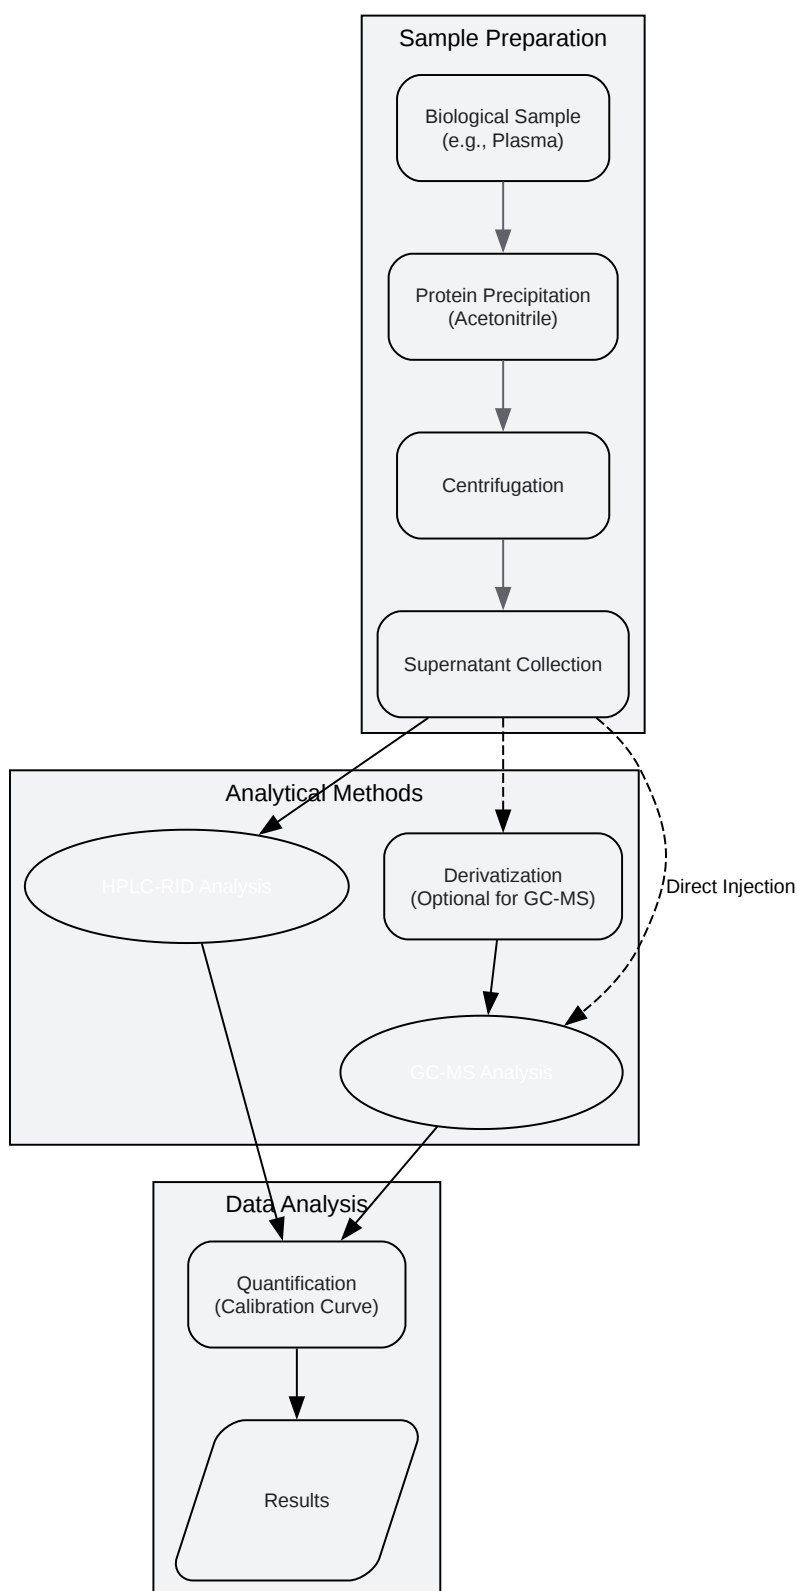 Sample Preparation
Biological Sample
(e.g., Plasma)
Protein Precipitation
(Acetonitrile)
Centrifugation
Supernatant Collection
Analytical Methods
HPLC-RID Analysis
Derivatization
(Optional for GC-MS)
Direct Injection
GC-MS Analysis
Data Analysis
Quantification
(Calibration Curve)
Results